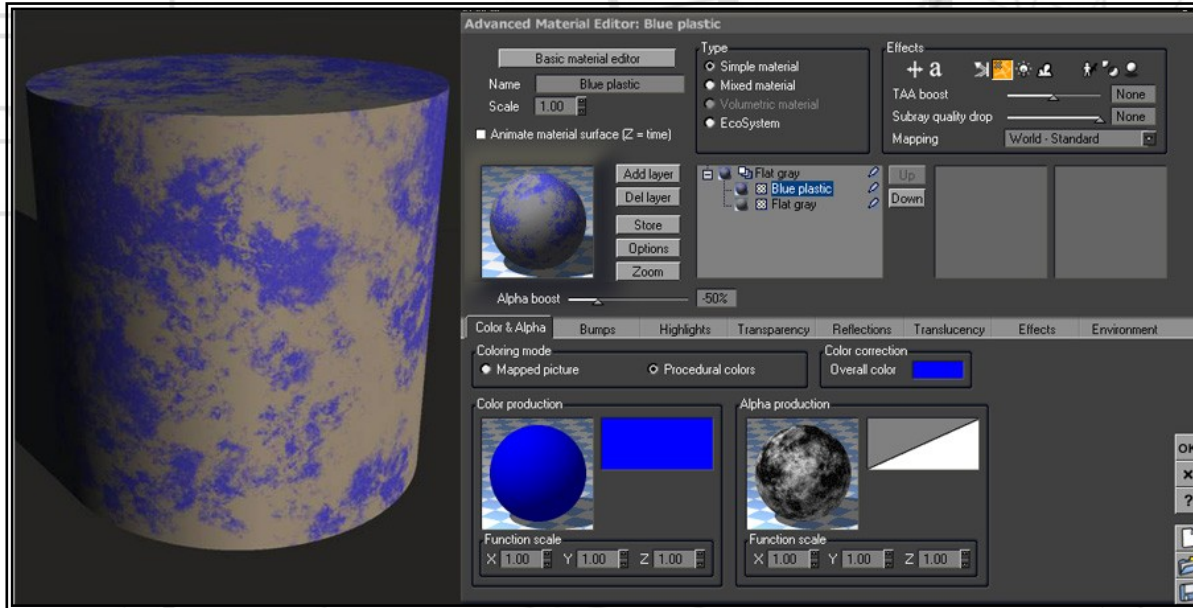 Advanced Material Editor: Blue plastic
Basic material editor
Name Blue plastic
Scale 1.00
Animate material surface (Z = time)
Type
Simple material
Mixed material
Volumetric material
EcoSystem
Effects
a
TAA boost None
Subray quality drop None
Mapping World - Standard
Add layer
Del layer
Store
Options
Zoom
Flat gray
Blue plastic
Flat gray
Up
Down
Alpha boost -50%
Color & Alpha Bumps Highlights Transparency Reflections Translucency Effects Environment
Coloring mode
Mapped picture Procedural colors
Color correction
Overall color
Color production
Function scale
X 1.00 Y 1.00 Z 1.00
Alpha production
Function scale
X 1.00 Y 1.00 Z 1.00
OK
×
?